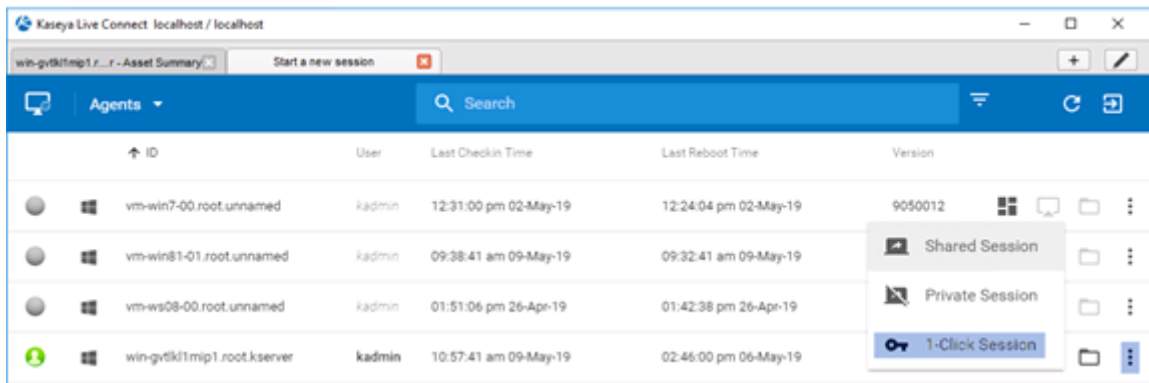 Kaseya Live Connect localhost / localhost
win-gvtlkl1mip1.r....r - Asset Summary Start a new session
Agents Search
ID User Last Checkin Time Last Reboot Time Version
vm-win7-00.root.unnamed kadmin 12:31:00 pm 02-May-19 12:24:04 pm 02-May-19 9050012
Shared Session
vm-win81-01.root.unnamed kadmin 09:38:41 am 09-May-19 09:32:41 am 09-May-19
Private Session
vm-ws08-00.root.unnamed kadmin 01:51:06 pm 26-Apr-19 01:42:38 pm 26-Apr-19
1-Click Session
win-gvtlkl1mip1.root.kserver kadmin 10:57:41 am 09-May-19 02:46:00 pm 06-May-19